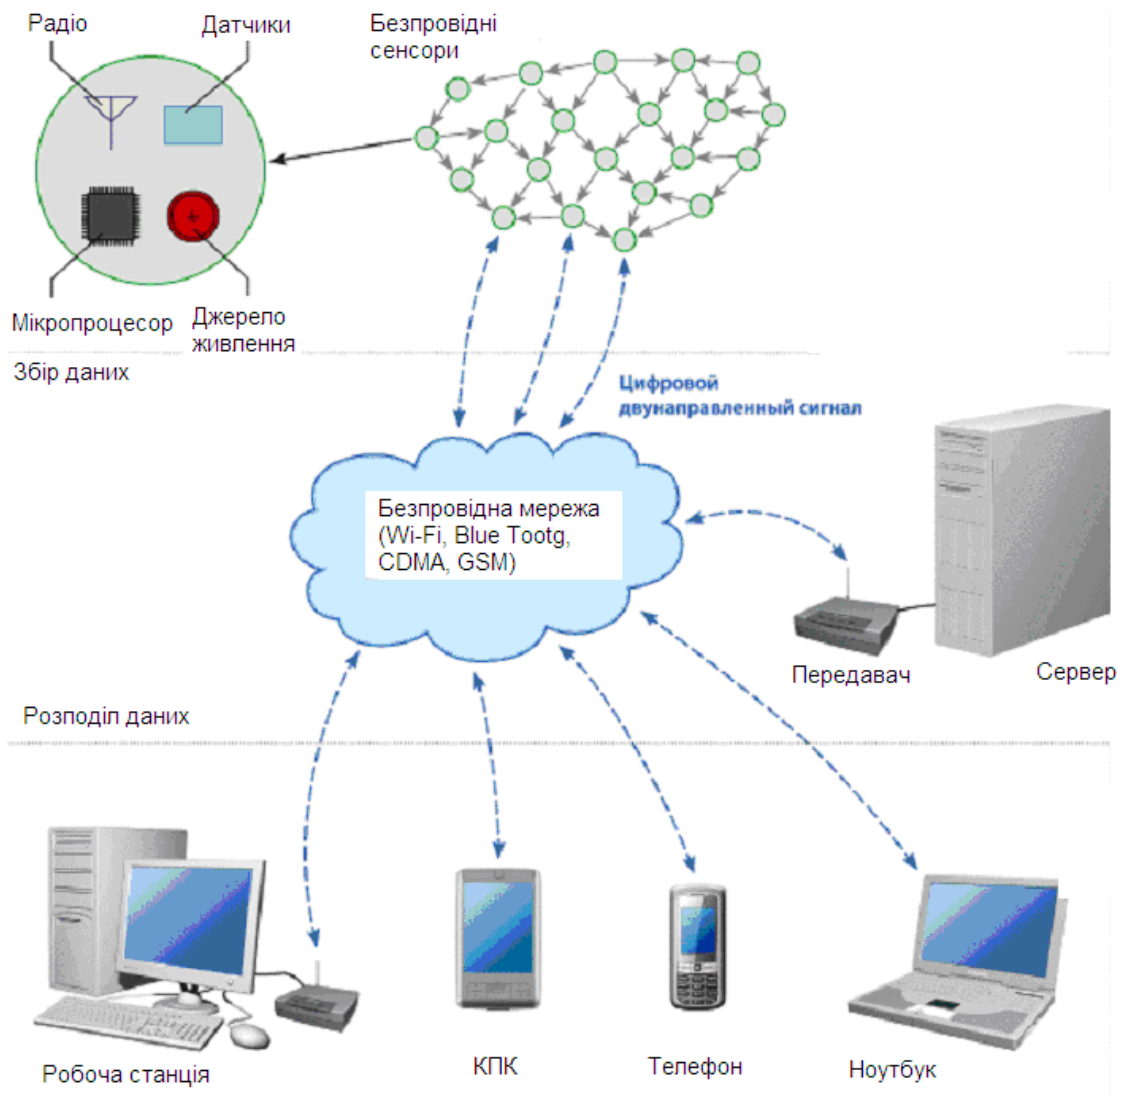 Радіо
Датчики
Безпровідні
сенсори
Мікропроцесор
Джерело
живлення
Збір даних
Цифровой
двунаправленный сигнал
Безпровідна мережа
(Wi-Fi, Blue Tootg,
CDMA, GSM)
Передавач
Сервер
Розподіл даних
Робоча станція
КПК
Телефон
Ноутбук